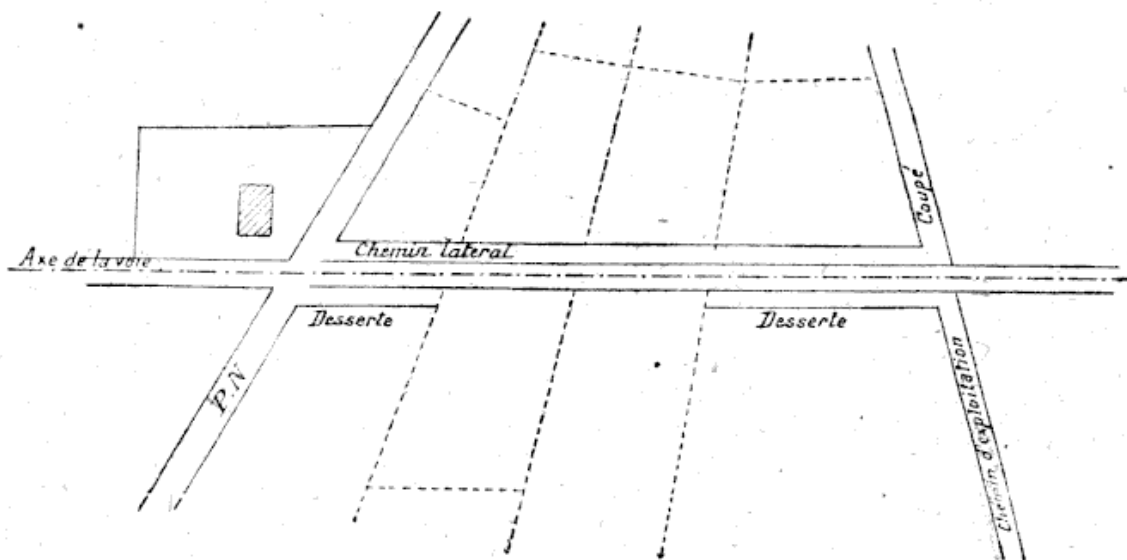 Coupé
Chemin latéral
Axe de la voie
Desserte
Desserte
P.N
Chemin d'exploitation